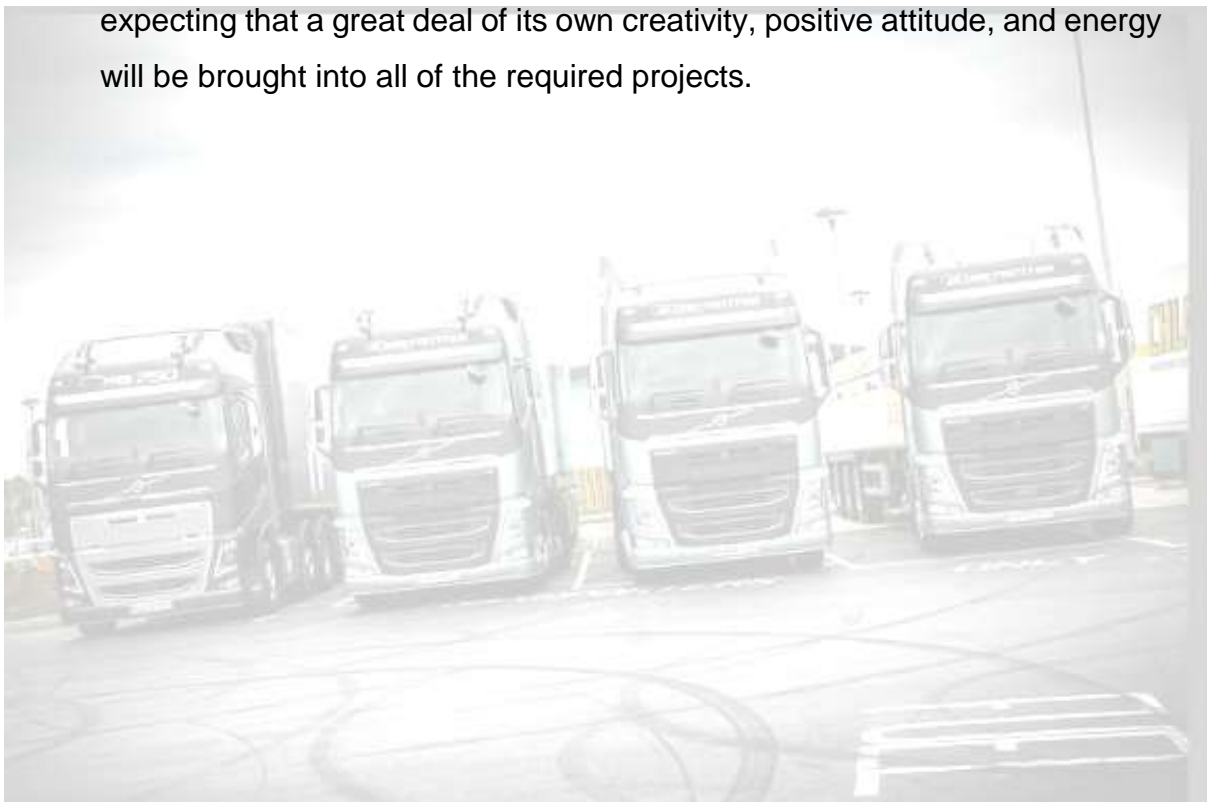 expecting that a great deal of its own creativity, positive attitude, and energy
will be brought into all of the required projects.